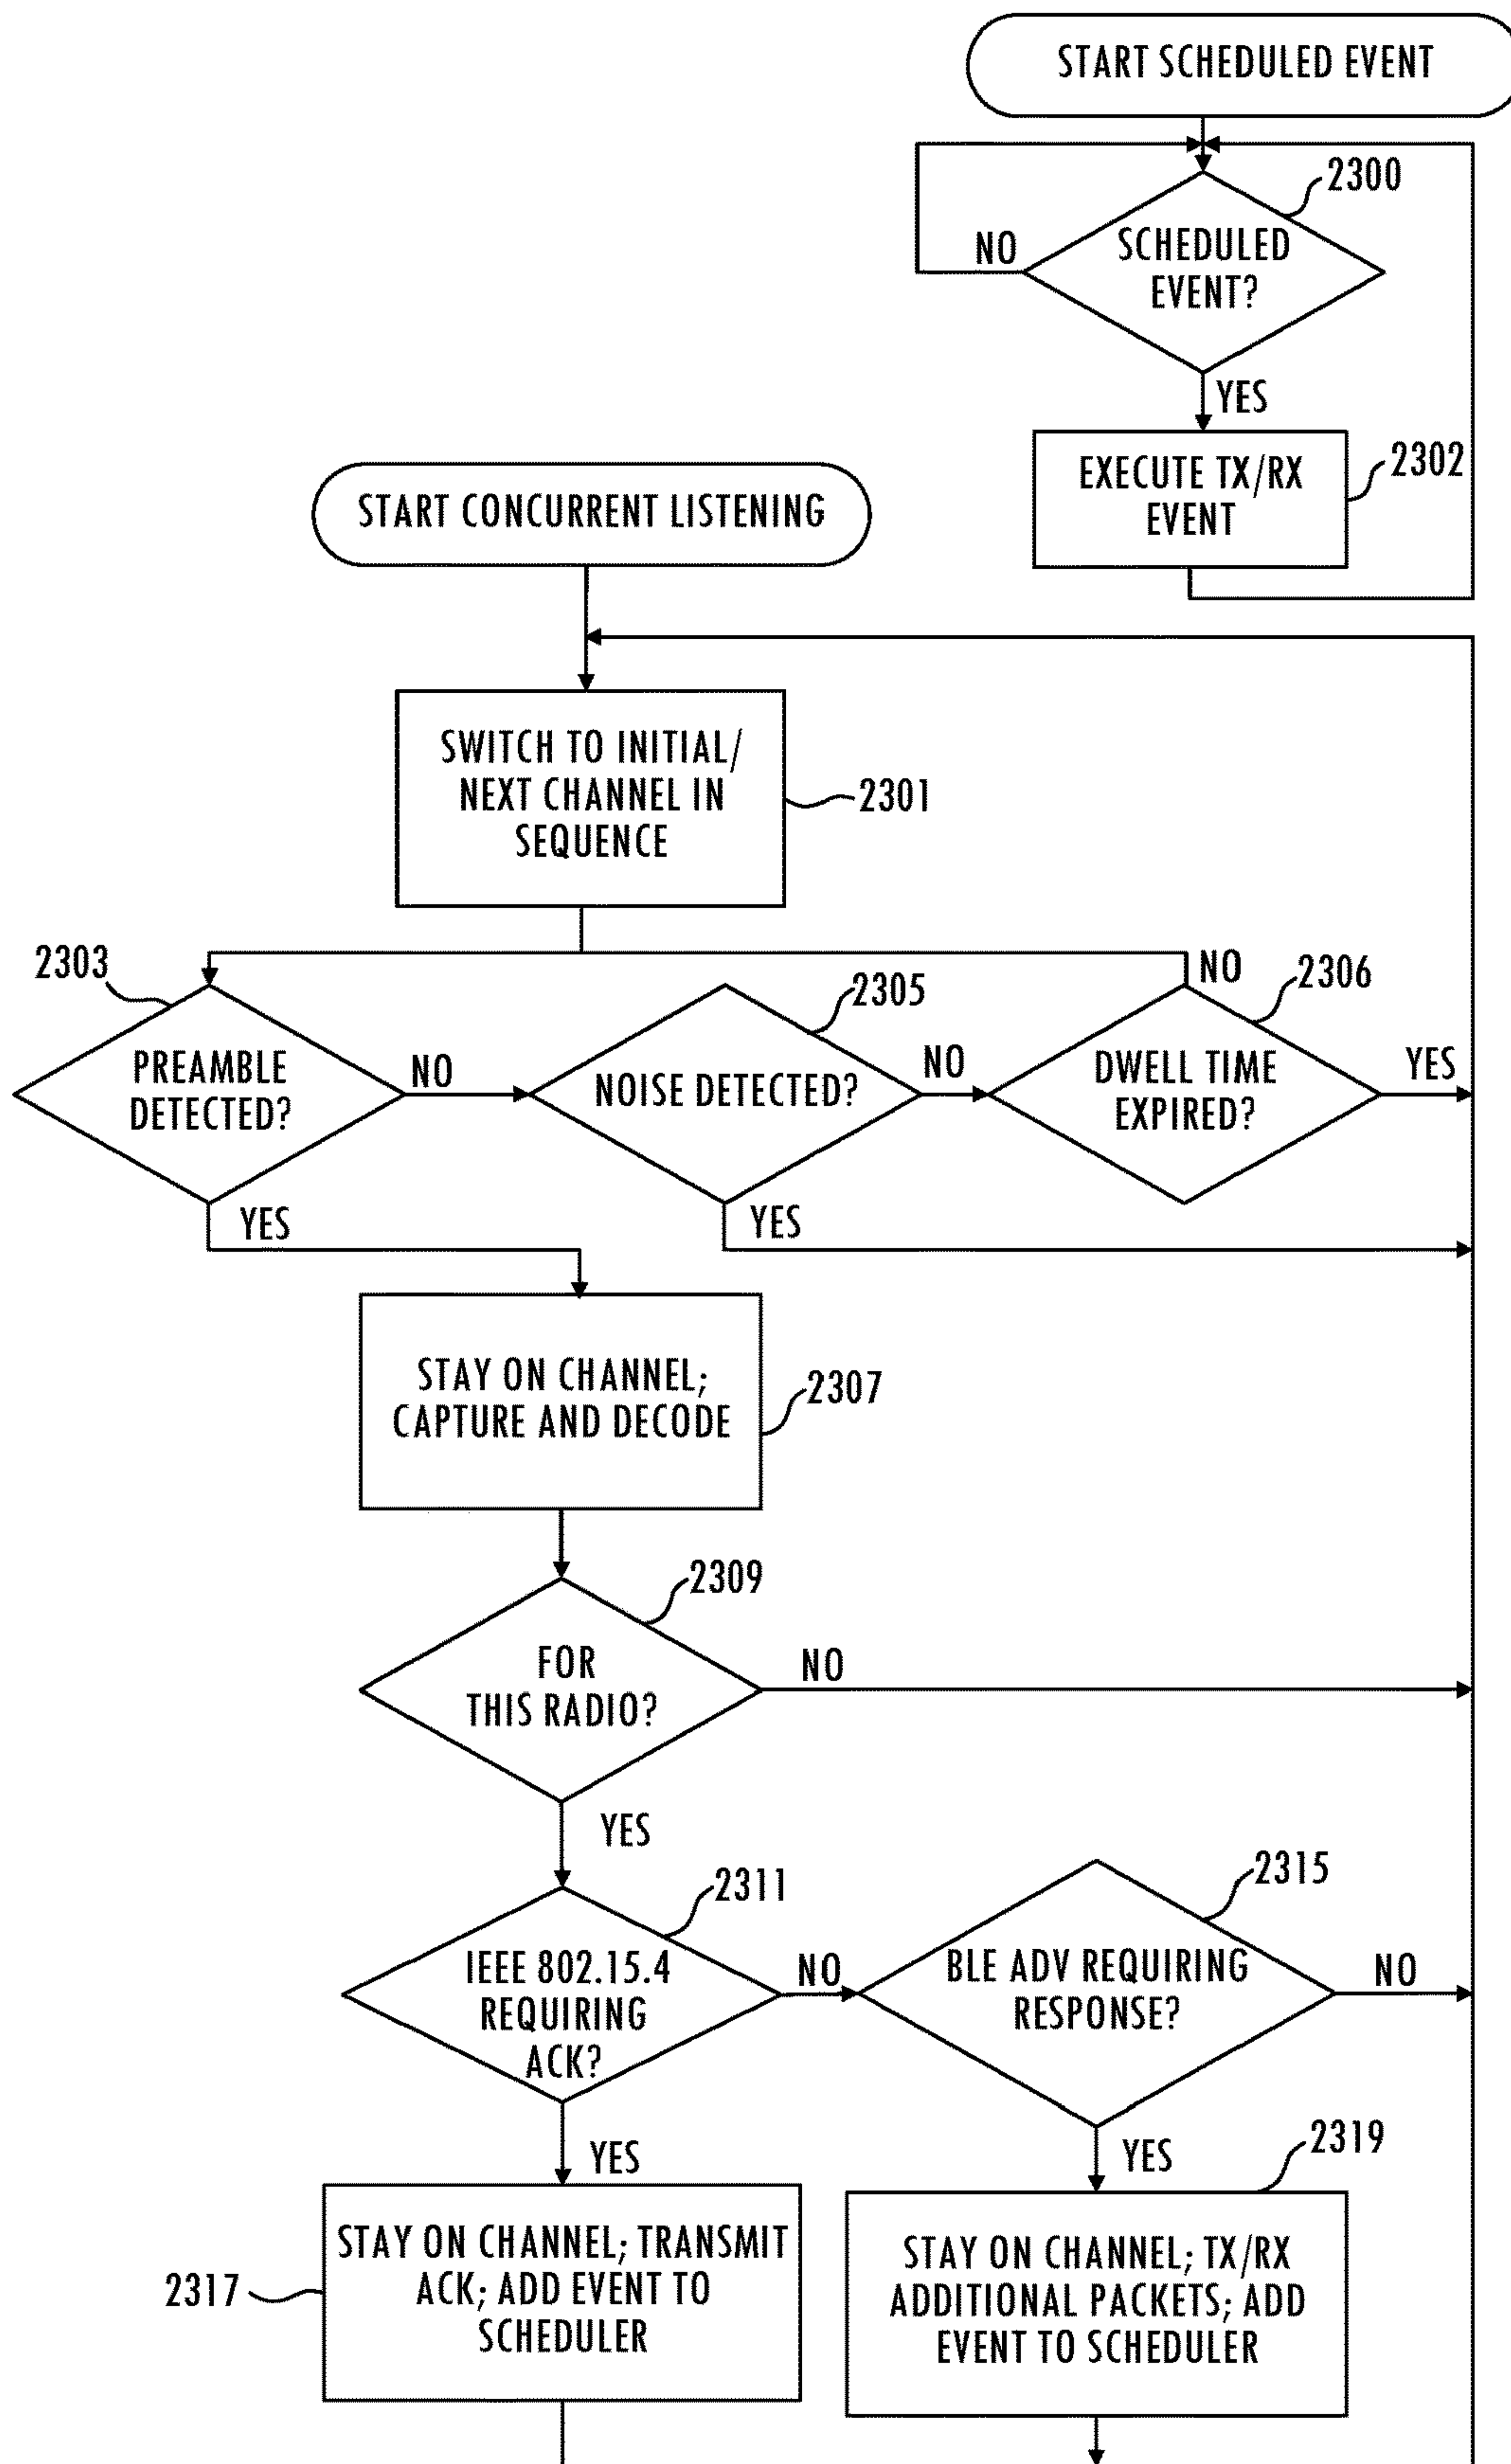 START SCHEDULED EVENT
2300
SCHEDULED
EVENT?
NO
YES
EXECUTE TX/RX
EVENT
2302
START CONCURRENT LISTENING
SWITCH TO INITIAL/
NEXT CHANNEL IN
SEQUENCE
2301
2303
PREAMBLE
DETECTED?
NO
YES
2305
NOISE DETECTED?
NO
YES
NO
2306
DWELL TIME
EXPIRED?
YES
STAY ON CHANNEL;
CAPTURE AND DECODE
2307
2309
FOR
THIS RADIO?
NO
YES
2311
IEEE 802.15.4
REQUIRING
ACK?
NO
YES
2315
BLE ADV REQUIRING
RESPONSE?
NO
YES
2317
STAY ON CHANNEL; TRANSMIT
ACK; ADD EVENT TO
SCHEDULER
2319
STAY ON CHANNEL; TX/RX
ADDITIONAL PACKETS; ADD
EVENT TO SCHEDULER